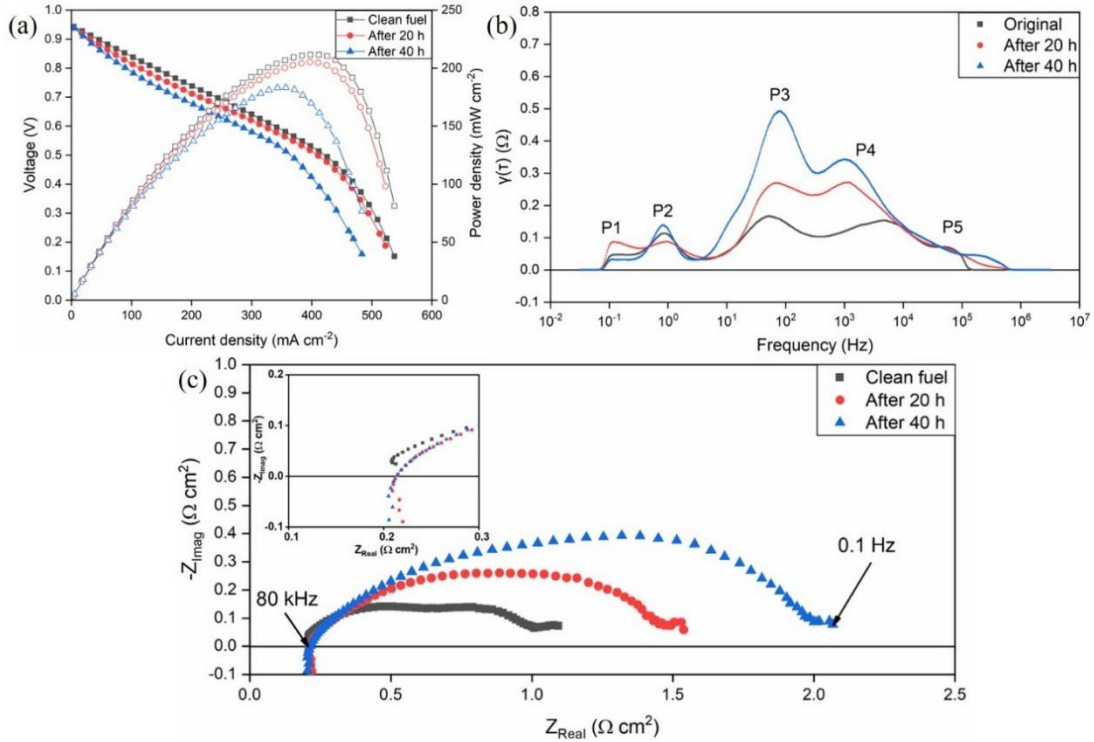 (a)
Clean fuel
After 20 h
After 40 h
Voltage (V)
1.0
0.9
0.8
0.7
0.6
0.5
0.4
0.3
0.2
0.1
0.0
0 100 200 300 400 500 600
Current density (mA cm-2)
250
200
150
100
50
0
Power density (mW cm-2)
(b)
Original
After 20 h
After 40 h
γ(τ) (Ω)
0.8
0.7
0.6
0.5
0.4
0.3
0.2
0.1
0.0
-0.1
P1 P2 P3 P4 P5
10-2 10-1 100 101 102 103 104 105 106 107
Frequency (Hz)
(c)
Clean fuel
After 20 h
After 40 h
-ZImag (Ω cm2)
1.0
0.9
0.8
0.7
0.6
0.5
0.4
0.3
0.2
0.1
0.0
-0.1
0.2
0.1
0.0
-0.1
-ZImag (Ω cm2)
0.1 0.2 0.3
ZReal (Ω cm2)
80 kHz
0.1 Hz
0.0 0.5 1.0 1.5 2.0 2.5
ZReal (Ω cm2)